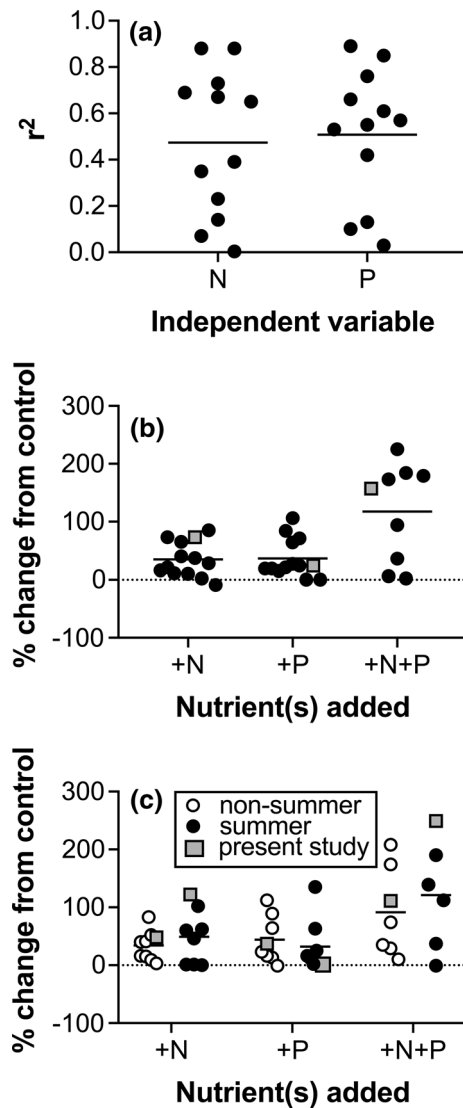 (a)
1.0
0.8
0.6
0.4
0.2
0.0
r²
N P
Independent variable
(b)
300
200
100
0
-100
% change from control
+N +P +N+P
Nutrient(s) added
(c)
non-summer
summer
present study
300
200
100
0
-100
% change from control
+N +P +N+P
Nutrient(s) added